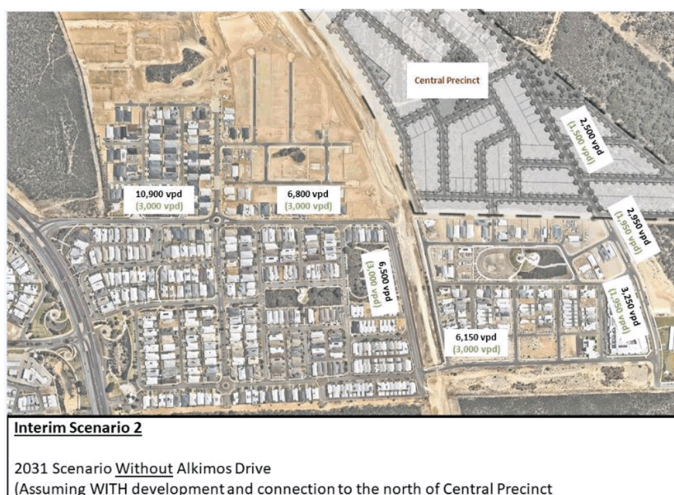 Central Precinct
2,500 vpd
(1,500 vpd)
10,900 vpd
(3,000 vpd)
6,800 vpd
(3,000 vpd)
2,950 vpd
(1,950 vpd)
6,500 vpd
(3,000 vpd)
3,250 vpd
(1,950 vpd)
6,150 vpd
(3,000 vpd)
Interim Scenario 2
2031 Scenario Without Alkimos Drive
(Assuming WITH development and connection to the north of Central Precinct